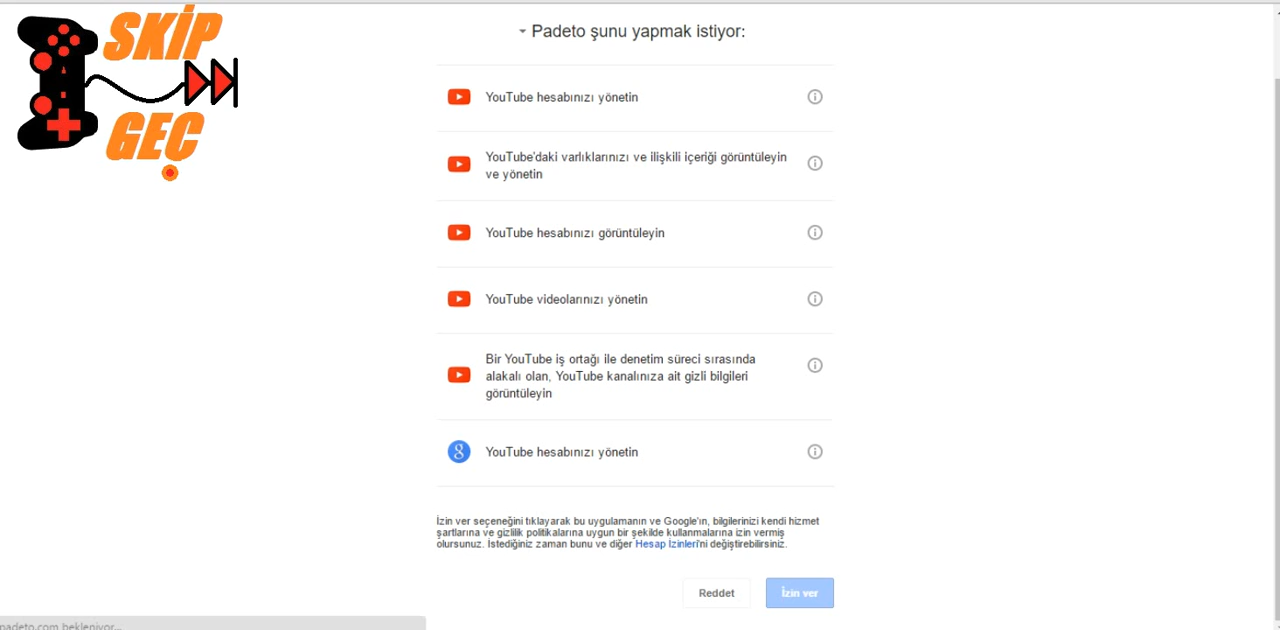 SKİP
GEÇ
Padeto şunu yapmak istiyor:
YouTube hesabınızı yönetin
YouTube'daki varlıklarınızı ve ilişkili içeriği görüntüleyin
ve yönetin
YouTube hesabınızı görüntüleyin
YouTube videolarınızı yönetin
Bir YouTube iş ortağı ile denetim süreci sırasında
alakalı olan, YouTube kanalınıza ait gizli bilgileri
görüntüleyin
8
YouTube hesabınızı yönetin
İzin ver seçeneğini tıklayarak bu uygulamanın ve Google'ın, bilgilerinizi kendi hizmet
şartlarına ve gizlilik politikalarına uygun bir şekilde kullanmalarına izin vermiş
olursunuz. İstediğiniz zaman bunu ve diğer Hesap İzinleri'ni değiştirebilirsiniz.
Reddet
İzin ver
padeto.com bekleniyor...